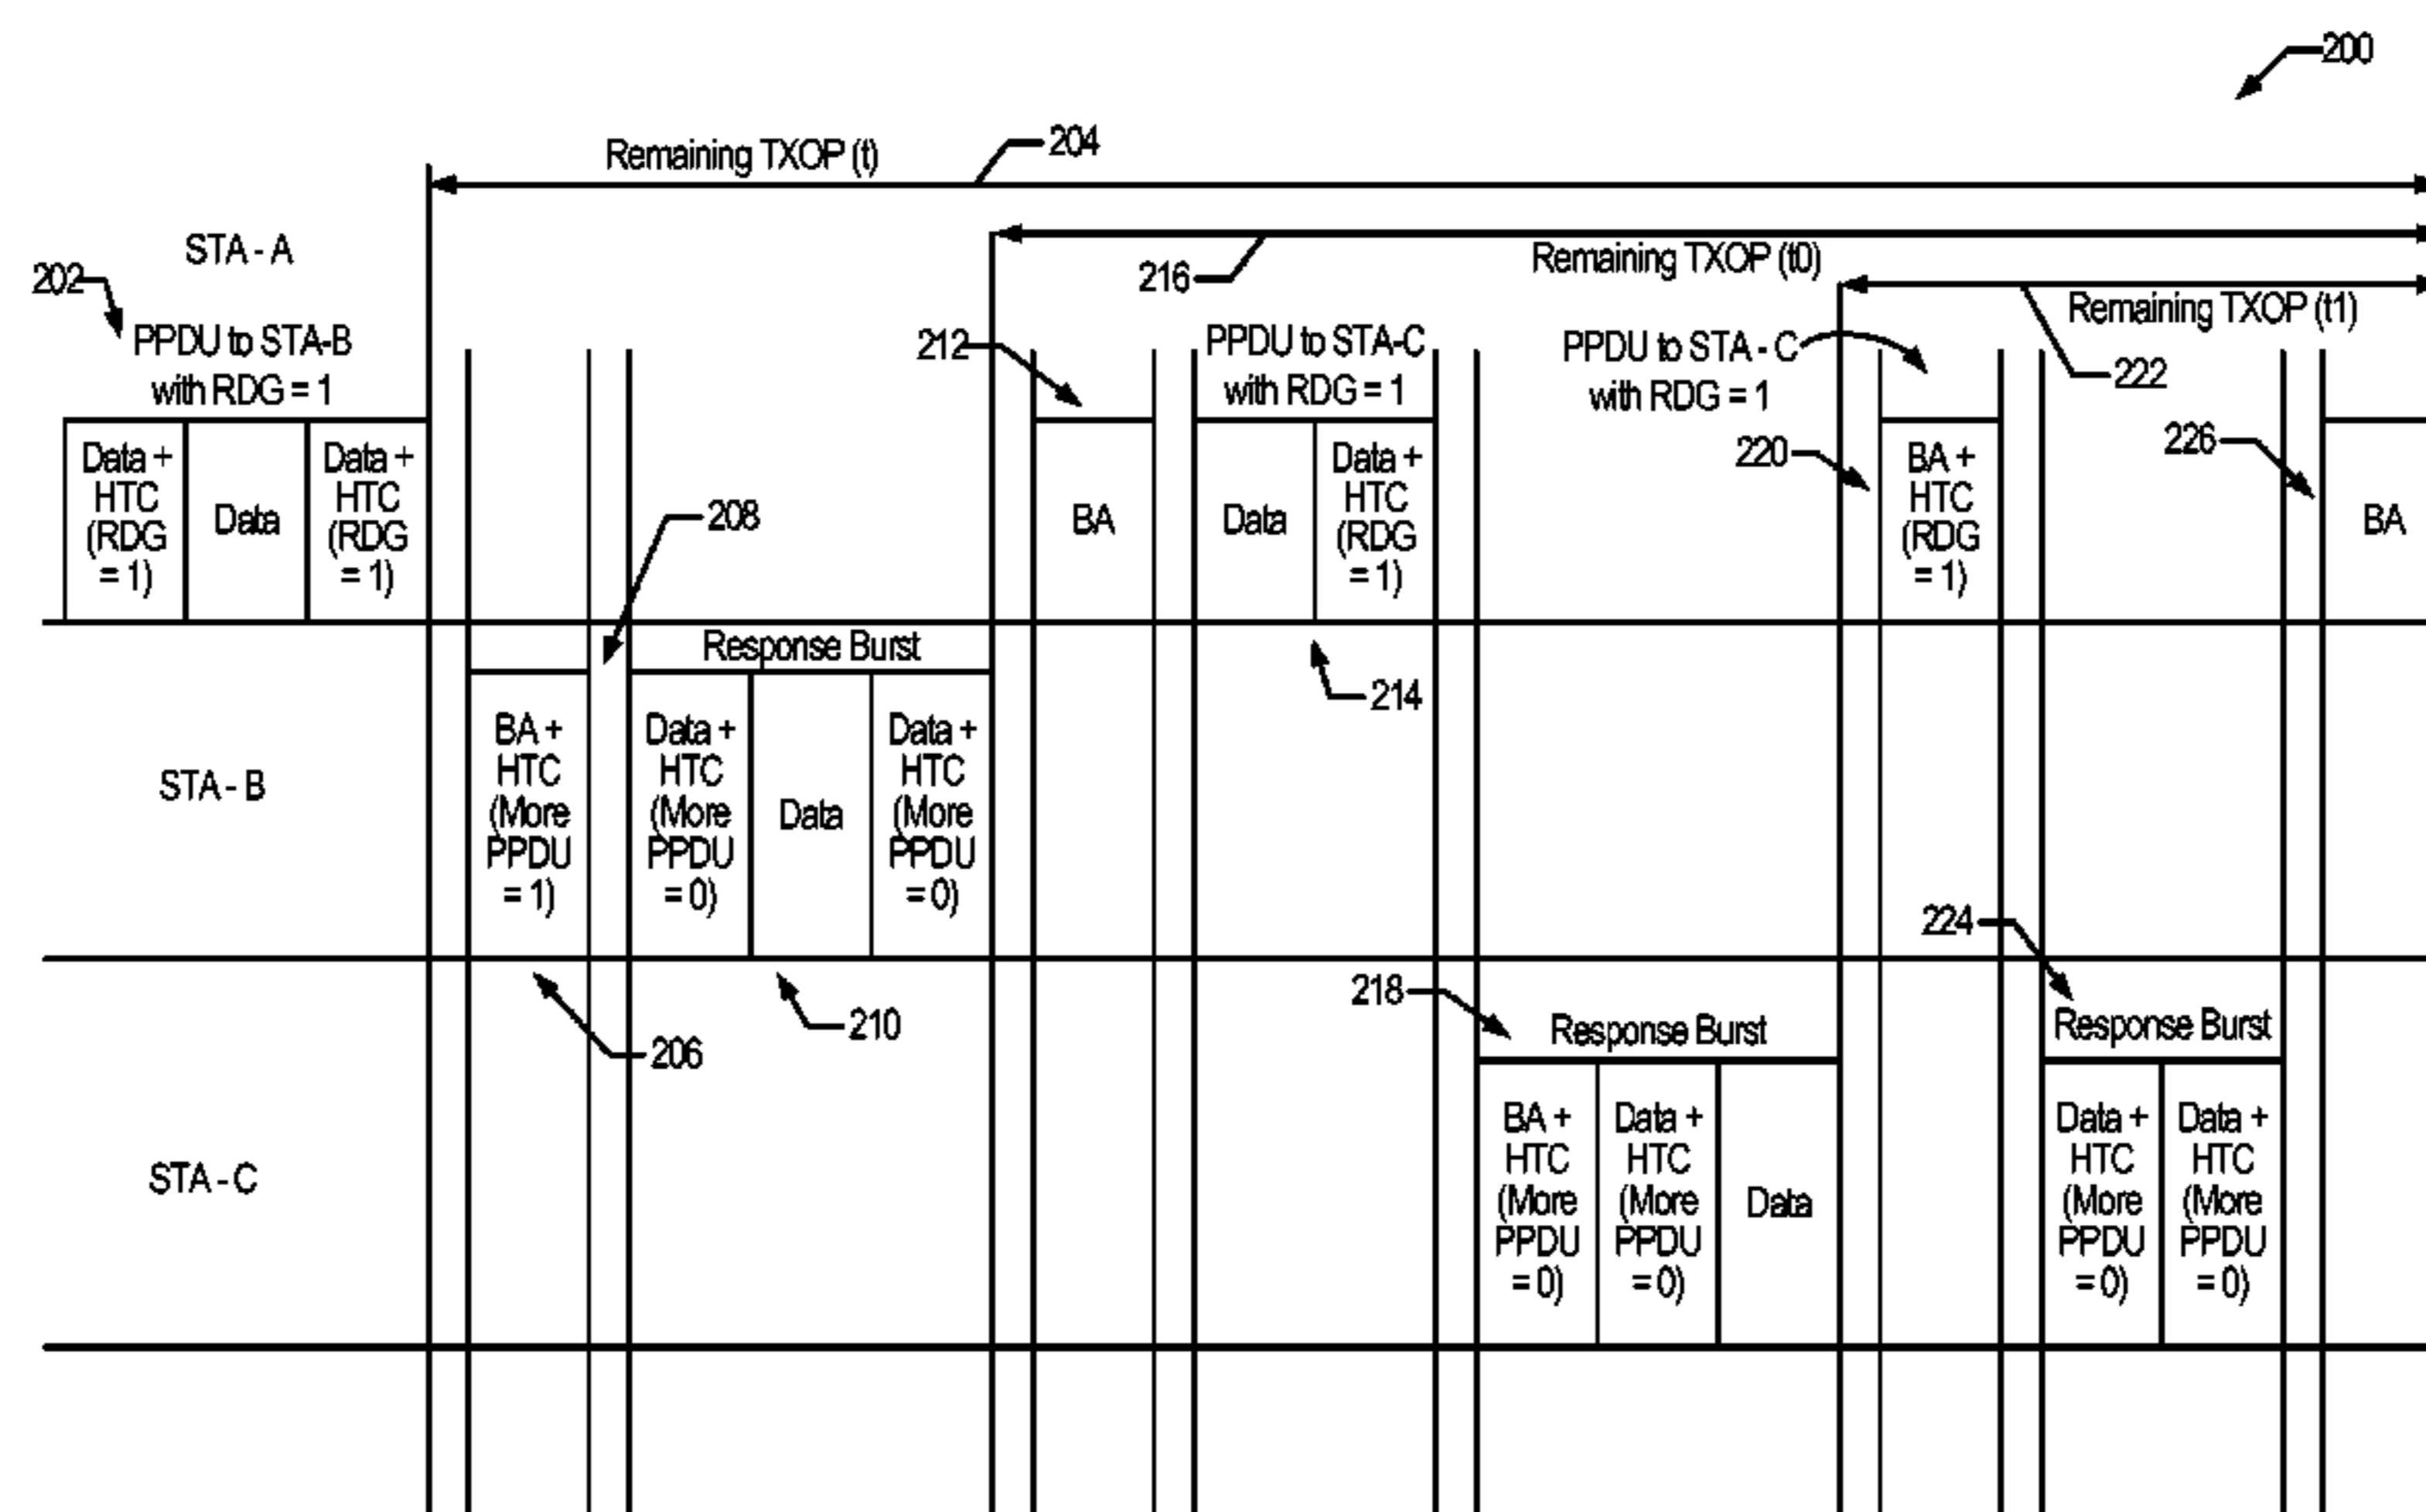 200
Remaining TXOP (t)
204
STA - A
216
Remaining TXOP (t0)
202
Remaining TXOP (t1)
PPDU to STA-B
with RDG = 1
212
PPDU to STA-C
with RDG = 1
PPDU to STA - C
with RDG = 1
222
220
226
Data +
HTC
(RDG
= 1)
Data
Data +
HTC
(RDG
= 1)
208
BA
Data
Data +
HTC
(RDG
= 1)
BA +
HTC
(RDG
= 1)
BA
Response Burst
214
STA - B
BA +
HTC
(More
PPDU
= 1)
Data +
HTC
(More
PPDU
= 0)
Data
Data +
HTC
(More
PPDU
= 0)
224
218
210
206
Response Burst
Response Burst
STA - C
BA +
HTC
(More
PPDU
= 0)
Data +
HTC
(More
PPDU
= 0)
Data
Data +
HTC
(More
PPDU
= 0)
Data +
HTC
(More
PPDU
= 0)